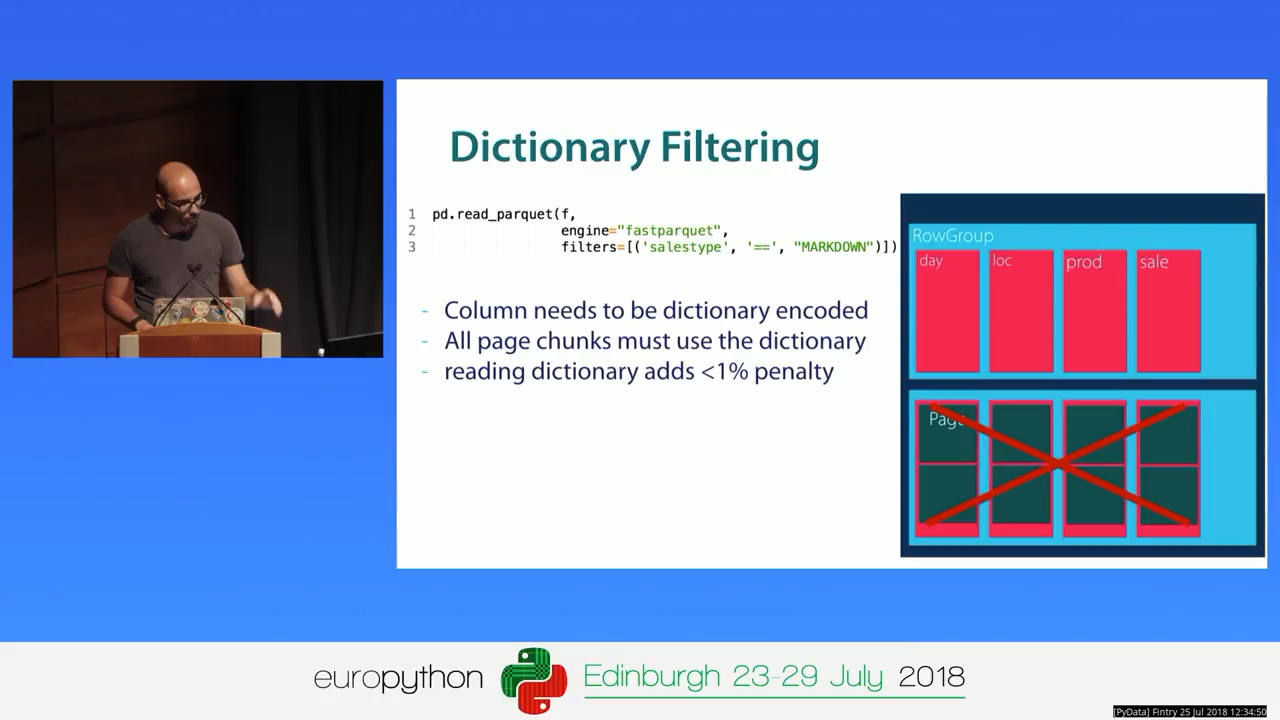 Dictionary Filtering
1 pd.read_parquet(f,
2 engine="fastparquet",
3 filters=[('salestype', '==', "MARKDOWN")])
- Column needs to be dictionary encoded
- All page chunks must use the dictionary
- reading dictionary adds <1% penalty
RowGroup
day loc prod sale
Page
europython Edinburgh 23-29 July 2018
[PyData] Fintry 25 Jul 2018 12:34:50